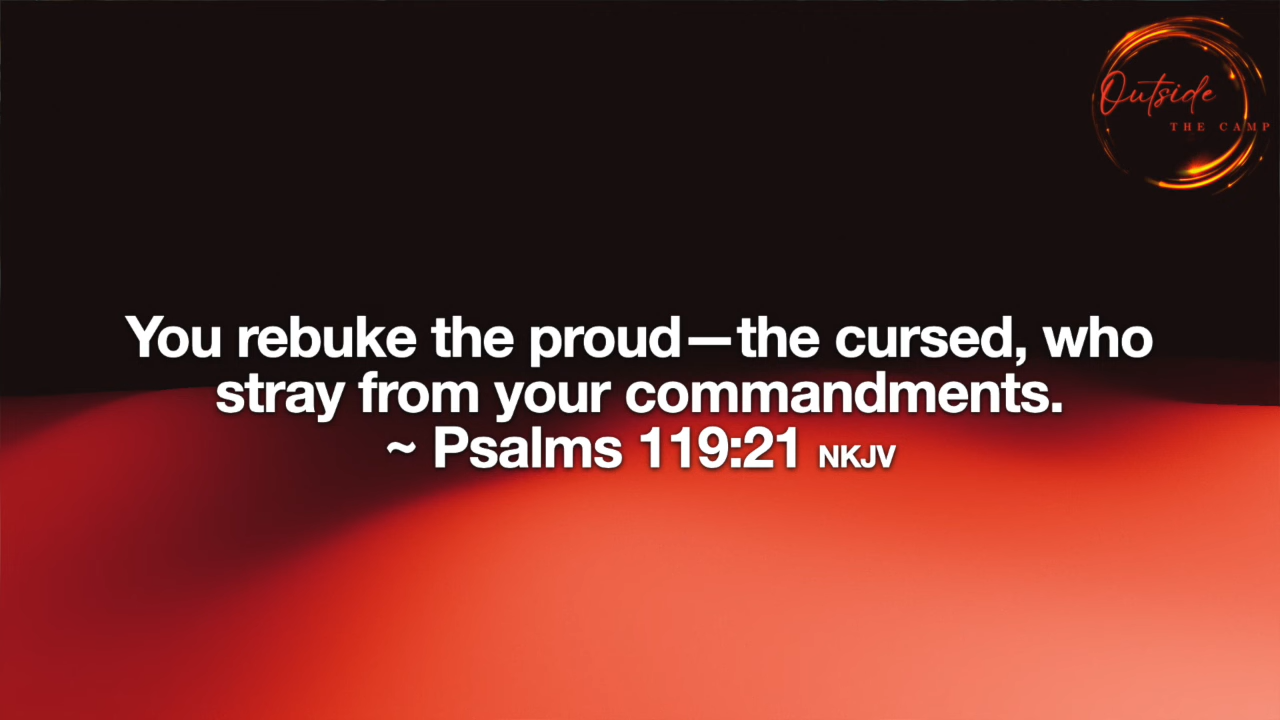 Outside
THE CAMP
You rebuke the proud—the cursed, who
stray from your commandments.
~ Psalms 119:21 NKJV